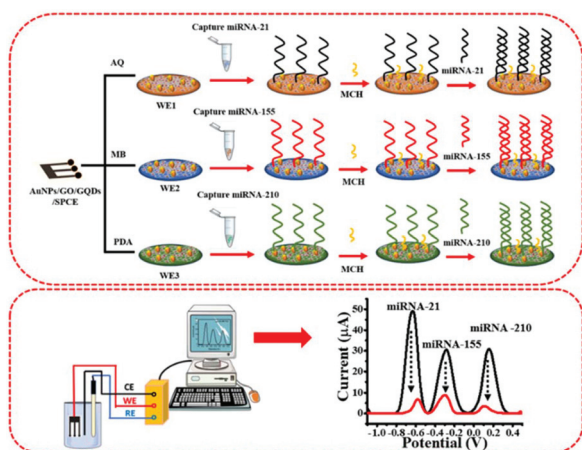 Capture miRNA-21
AQ
WE1
MCH
miRNA-21
Capture miRNA-155
MB
WE2
MCH
miRNA-155
AuNPs/GO/GQDs
/SPCE
Capture miRNA-210
PDA
WE3
MCH
miRNA-210
CE
WE
RE
miRNA-21
miRNA-155
miRNA -210
Current (µA)
50
40
30
20
10
0
-1.0 -0.8 -0.6 -0.4 -0.2 0.0 0.2 0.4
Potential (V)